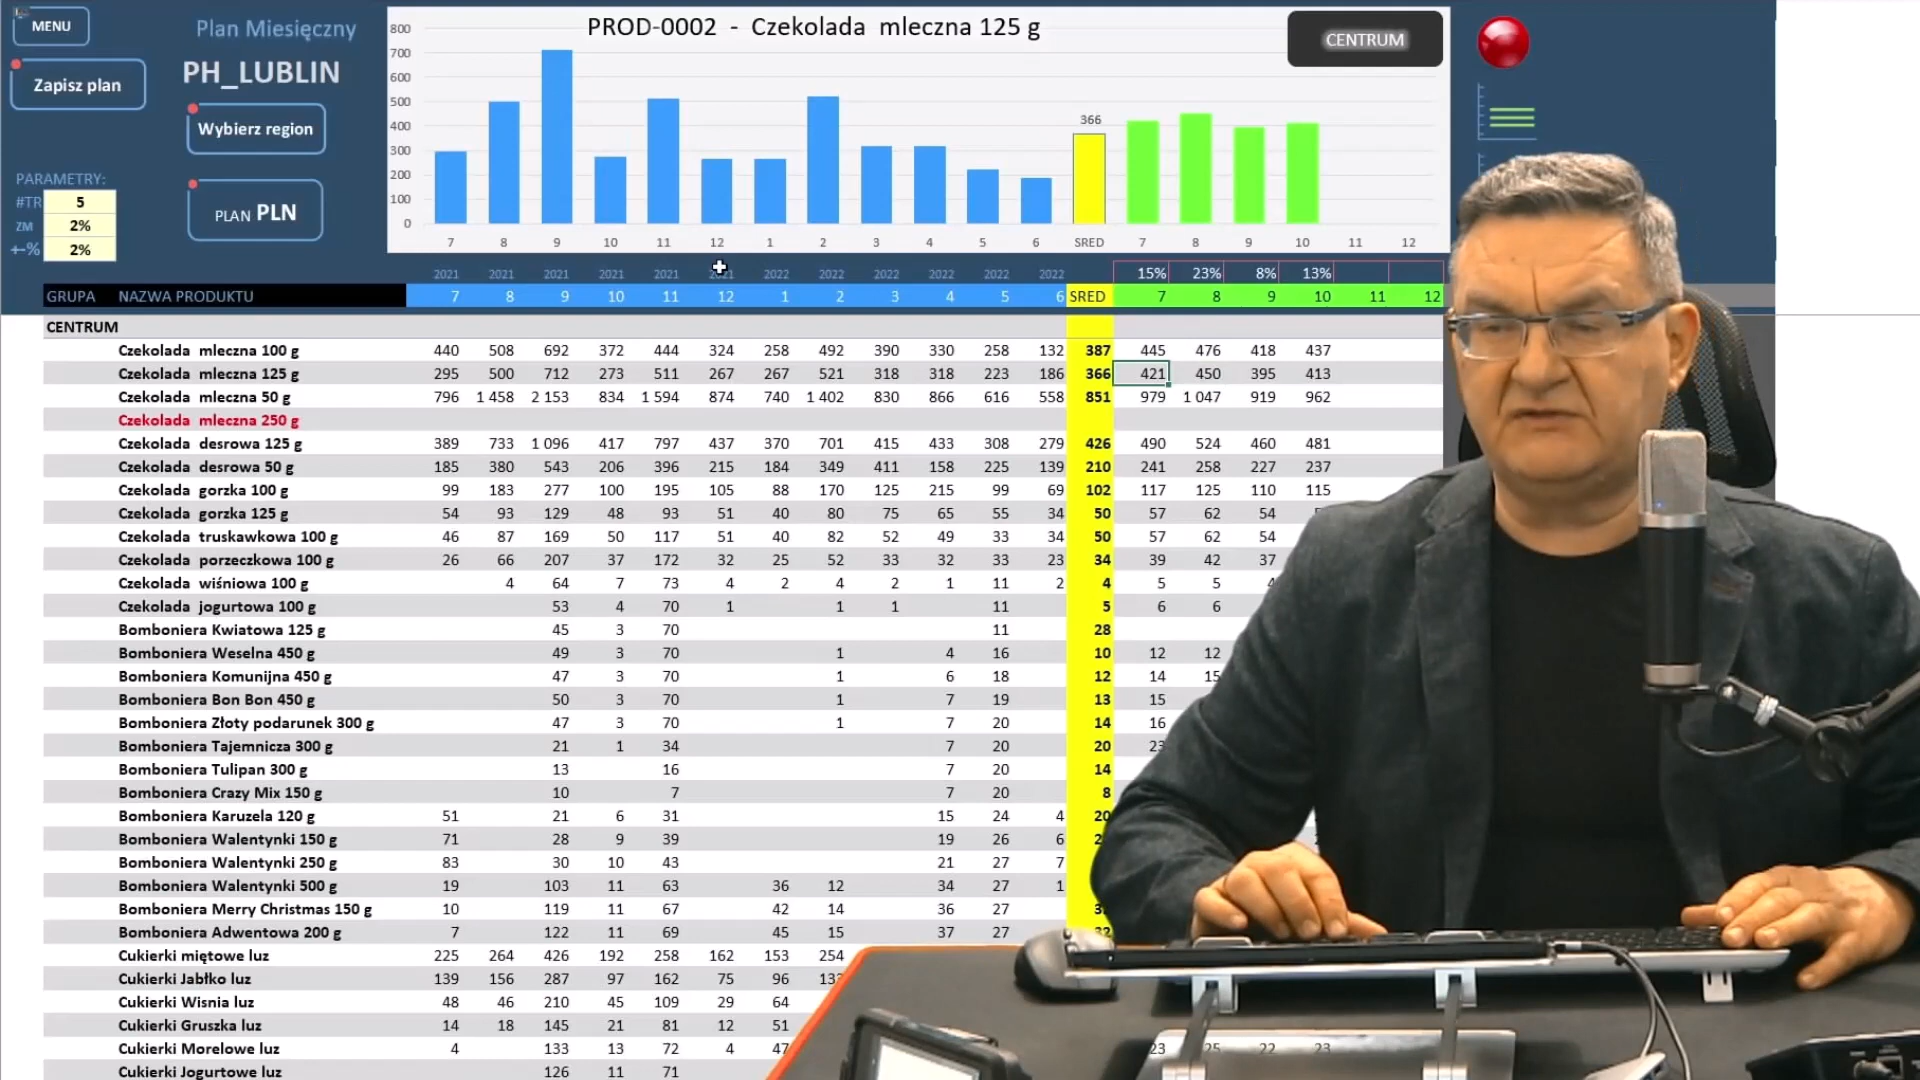 MENU
Zapisz plan
Plan Miesięczny
PH_LUBLIN
Wybierz region
PLAN PLN
PARAMETRY:
#TR 5
ZM 2%
+-% 2%
PROD-0002 - Czekolada mleczna 125 g
CENTRUM
800
700
600
500
400
300
200
100
0
366
7 8 9 10 11 12 1 2 3 4 5 6 SRED 7 8 9 10 11 12
2021 2021 2021 2021 2021 2021 2022 2022 2022 2022 2022 2022 15% 23% 8% 13%
GRUPA NAZWA PRODUKTU 7 8 9 10 11 12 1 2 3 4 5 6 SRED 7 8 9 10 11 12
CENTRUM
Czekolada mleczna 100 g 440 508 692 372 444 324 258 492 390 330 258 132 387 445 476 418 437
Czekolada mleczna 125 g 295 500 712 273 511 267 267 521 318 318 223 186 366 421 450 395 413
Czekolada mleczna 50 g 796 1 458 2 153 834 1 594 874 740 1 402 830 866 616 558 851 979 1 047 919 962
Czekolada mleczna 250 g
Czekolada desrowa 125 g 389 733 1 096 417 797 437 370 701 415 433 308 279 426 490 524 460 481
Czekolada desrowa 50 g 185 380 543 206 396 215 184 349 411 158 225 139 210 241 258 227 237
Czekolada gorzka 100 g 99 183 277 100 195 105 88 170 125 215 99 69 102 117 125 110 115
Czekolada gorzka 125 g 54 93 129 48 93 51 40 80 75 65 55 34 50 57 62 54
Czekolada truskawkowa 100 g 46 87 169 50 117 51 40 82 52 49 33 34 50 57 62 54
Czekolada porzeczkowa 100 g 26 66 207 37 172 32 25 52 33 32 33 23 34 39 42 37
Czekolada wiśniowa 100 g 4 64 7 73 4 2 4 2 1 11 2 4 5 5
Czekolada jogurtowa 100 g 53 4 70 1 1 1 11 5 6 6
Bomboniera Kwiatowa 125 g 45 3 70 11 28
Bomboniera Weselna 450 g 49 3 70 1 4 16 10 12 12
Bomboniera Komunijna 450 g 47 3 70 1 6 18 12 14 15
Bomboniera Bon Bon 450 g 50 3 70 1 7 19 13 15
Bomboniera Złoty podarunek 300 g 47 3 70 1 7 20 14 16
Bomboniera Tajemnicza 300 g 21 1 34 7 20 20 23
Bomboniera Tulipan 300 g 13 16 7 20 14
Bomboniera Crazy Mix 150 g 10 7 7 20 8
Bomboniera Karuzela 120 g 51 21 6 31 15 24 4 20
Bomboniera Walentynki 150 g 71 28 9 39 19 26 6
Bomboniera Walentynki 250 g 83 30 10 43 21 27 7
Bomboniera Walentynki 500 g 19 103 11 63 36 12 34 27 1
Bomboniera Merry Christmas 150 g 10 119 11 67 42 14 36 27
Bomboniera Adwentowa 200 g 7 122 11 69 45 15 37 27 32
Cukierki miętowe luz 225 264 426 192 258 162 153 254
Cukierki Jabłko luz 139 156 287 97 162 75 96
Cukierki Wisnia luz 48 46 210 45 109 29 64
Cukierki Gruszka luz 14 18 145 21 81 12 51
Cukierki Morelowe luz 4 133 13 72 4 47 23 25 22 23
Cukierki Jogurtowe luz 126 11 71